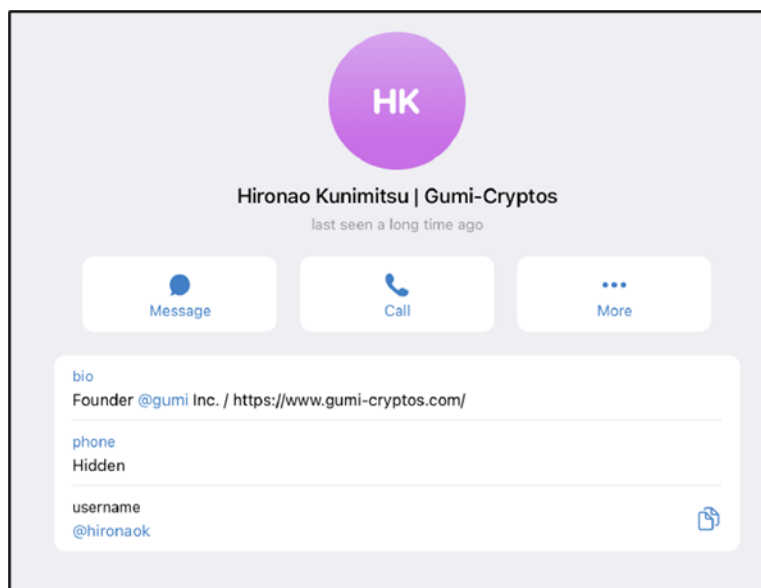 HK
Hironao Kunimitsu | Gumi-Cryptos
last seen a long time ago
Message
Call
More
bio
Founder @gumi Inc. / https://www.gumi-cryptos.com/
phone
Hidden
username
@hironaok